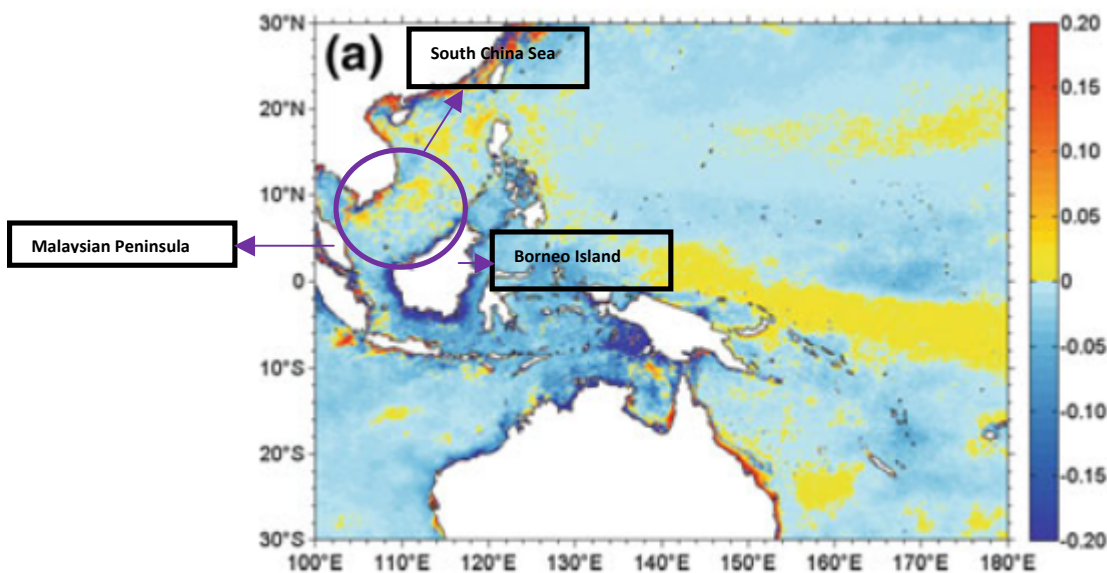 (a)
South China Sea
Malaysian Peninsula
Borneo Island
30°N
20°N
10°N
0
10°S
20°S
30°S
100°E 110°E 120°E 130°E 140°E 150°E 160°E 170°E 180°E
0.20
0.15
0.10
0.05
0
-0.05
-0.10
-0.15
-0.20